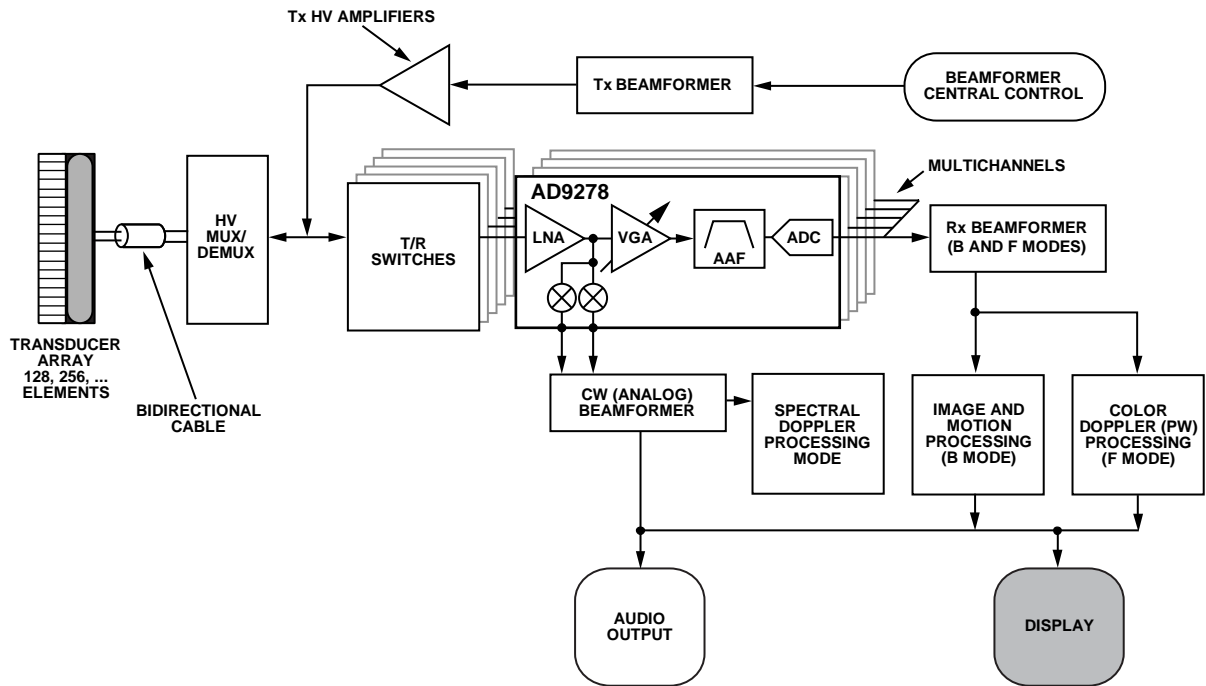 Tx HV AMPLIFIERS
Tx BEAMFORMER
BEAMFORMER
CENTRAL CONTROL
MULTICHANNELS
AD9278
HV
MUX/
DEMUX
T/R
SWITCHES
LNA
VGA
AAF
ADC
Rx BEAMFORMER
(B AND F MODES)
TRANSDUCER
ARRAY
128, 256, ...
ELEMENTS
BIDIRECTIONAL
CABLE
CW (ANALOG)
BEAMFORMER
SPECTRAL
DOPPLER
PROCESSING
MODE
IMAGE AND
MOTION
PROCESSING
(B MODE)
COLOR
DOPPLER (PW)
PROCESSING
(F MODE)
AUDIO
OUTPUT
DISPLAY